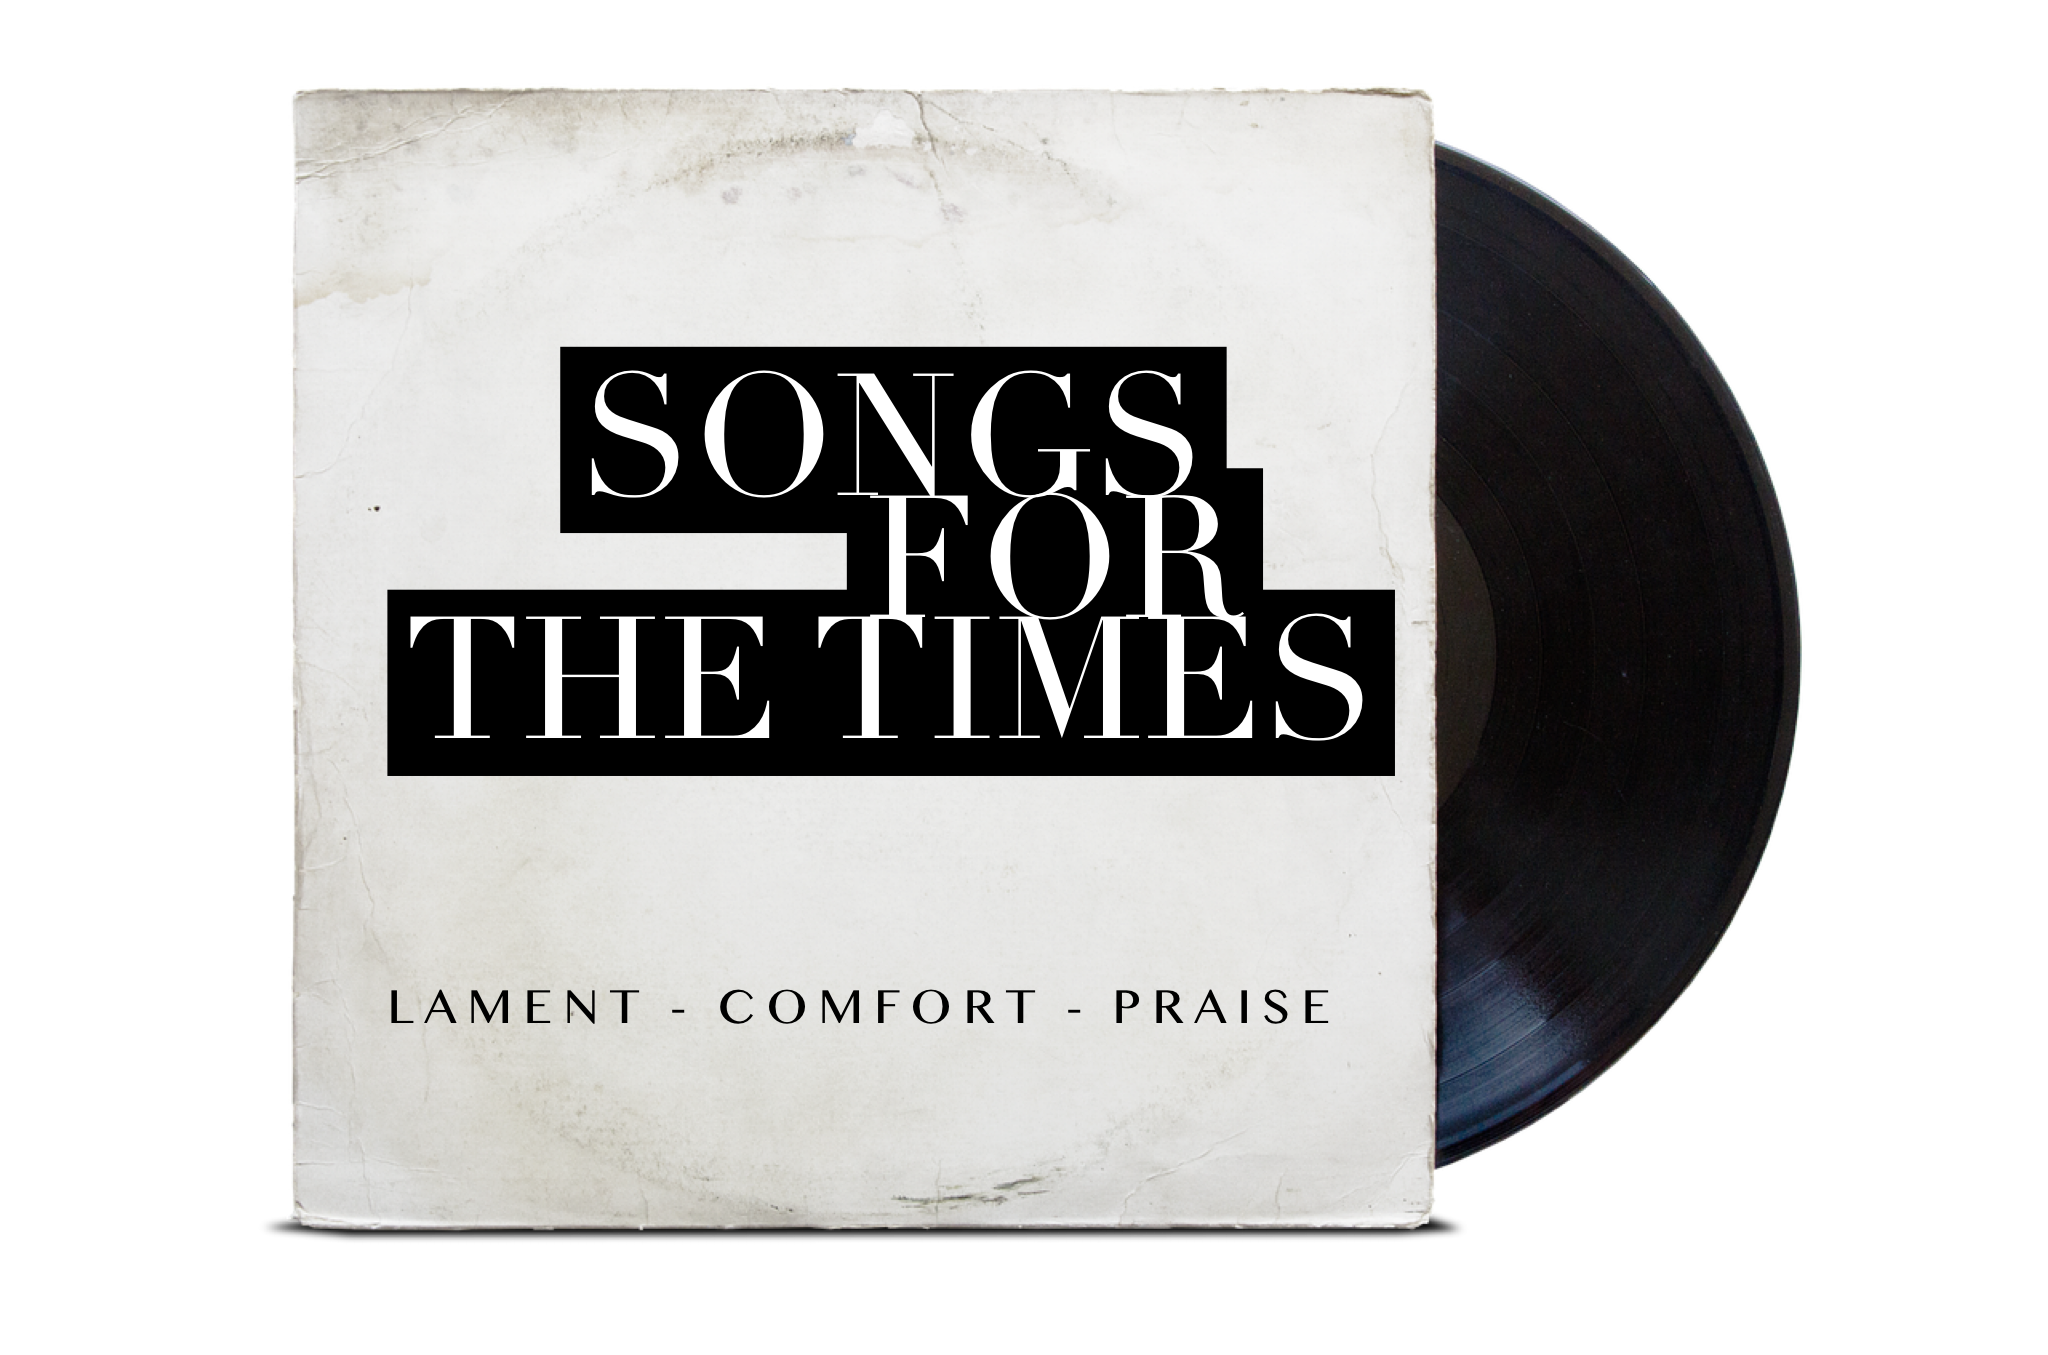 SONGS
FOR
THE TIMES
LAMENT - COMFORT - PRAISE